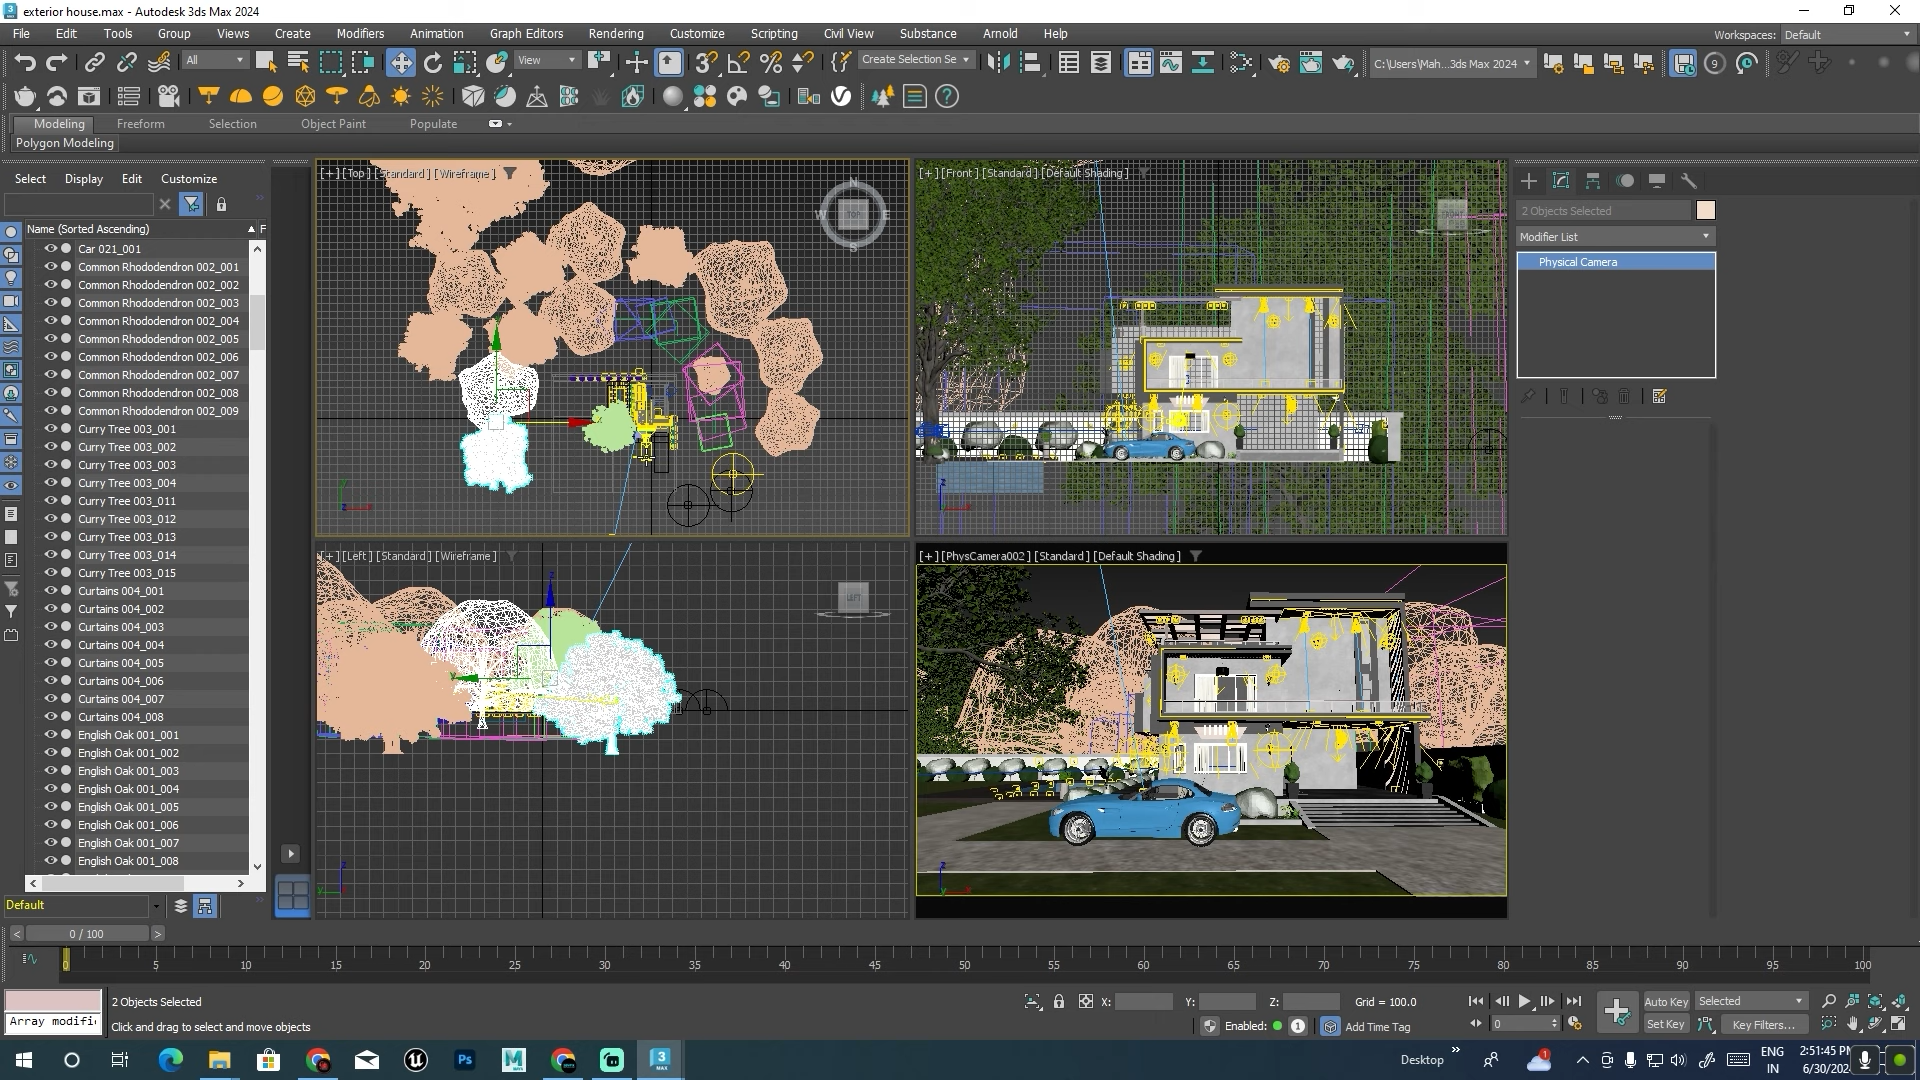 exterior house.max - Autodesk 3ds Max 2024
File Edit Tools Group Views Create Modifiers Animation Graph Editors Rendering Customize Scripting Civil View Substance Arnold Help
Workspaces: Default
All
View
Create Selection Se
C:\Users\Mah...3ds Max 2024
9
Modeling Freeform Selection Object Paint Populate
Polygon Modeling
Select Display Edit Customize
Name (Sorted Ascending) F
Car 021_001
Common Rhododendron 002_001
Common Rhododendron 002_002
Common Rhododendron 002_003
Common Rhododendron 002_004
Common Rhododendron 002_005
Common Rhododendron 002_006
Common Rhododendron 002_007
Common Rhododendron 002_008
Common Rhododendron 002_009
Curry Tree 003_001
Curry Tree 003_002
Curry Tree 003_003
Curry Tree 003_004
Curry Tree 003_011
Curry Tree 003_012
Curry Tree 003_013
Curry Tree 003_014
Curry Tree 003_015
Curtains 004_001
Curtains 004_002
Curtains 004_003
Curtains 004_004
Curtains 004_005
Curtains 004_006
Curtains 004_007
Curtains 004_008
English Oak 001_001
English Oak 001_002
English Oak 001_003
English Oak 001_004
English Oak 001_005
English Oak 001_006
English Oak 001_007
English Oak 001_008
Default
[+] [Top] [Standard] [Wireframe]
N
W TOP E
S
[+] [Front] [Standard] [Default Shading]
[+] [Left] [Standard] [Wireframe]
LEFT
[+] [PhysCamera002] [Standard] [Default Shading]
2 Objects Selected
Modifier List
Physical Camera
< 0 / 100 >
0 5 10 15 20 25 30 35 40 45 50 55 60 65 70 75 80 85 90 95 100
2 Objects Selected
X: Y: Z: Grid = 100.0
Auto Key Selected
Array modifi
Click and drag to select and move objects
Enabled: 1 Add Time Tag
0
Set Key Key Filters...
Ps
3 MAX
Desktop
1
ENG
IN
2:51:45